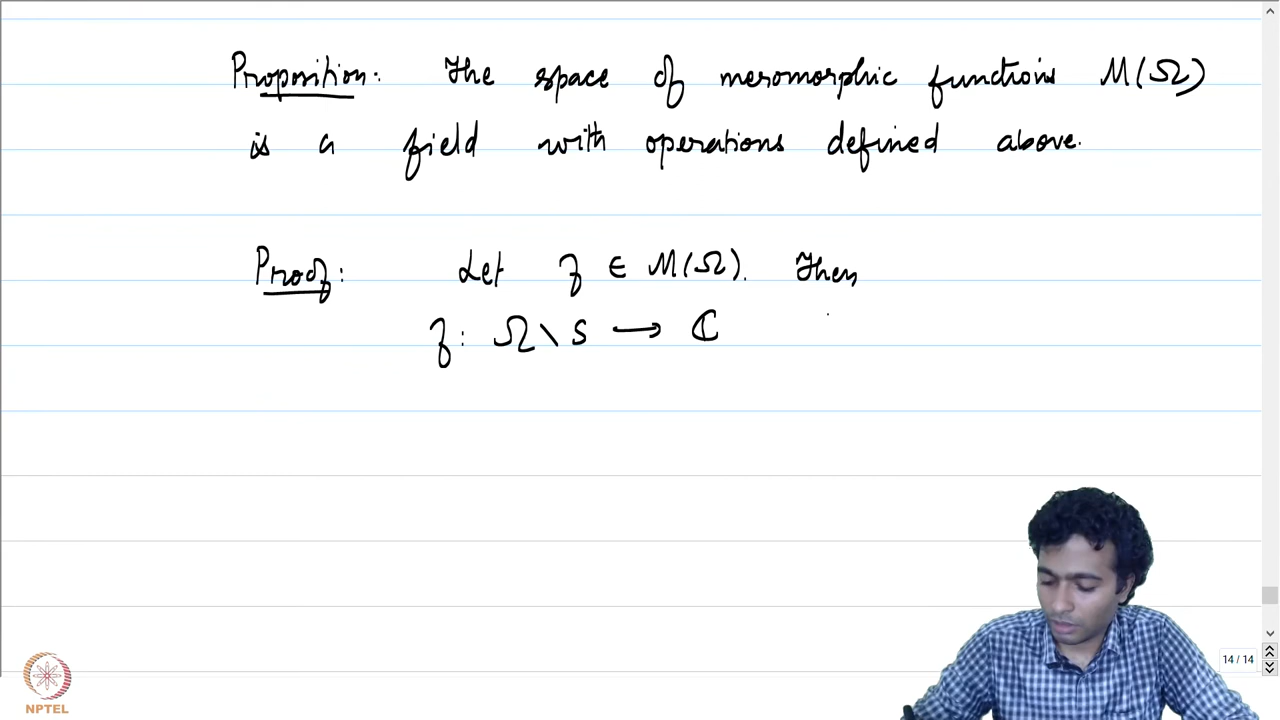 Proposition: The space of meromorphic functions M(Ω)
is a field with operations defined above.
Proof: Let f ∈ M(Ω). Then
f: Ω\S → ℂ
14 / 14
NPTEL